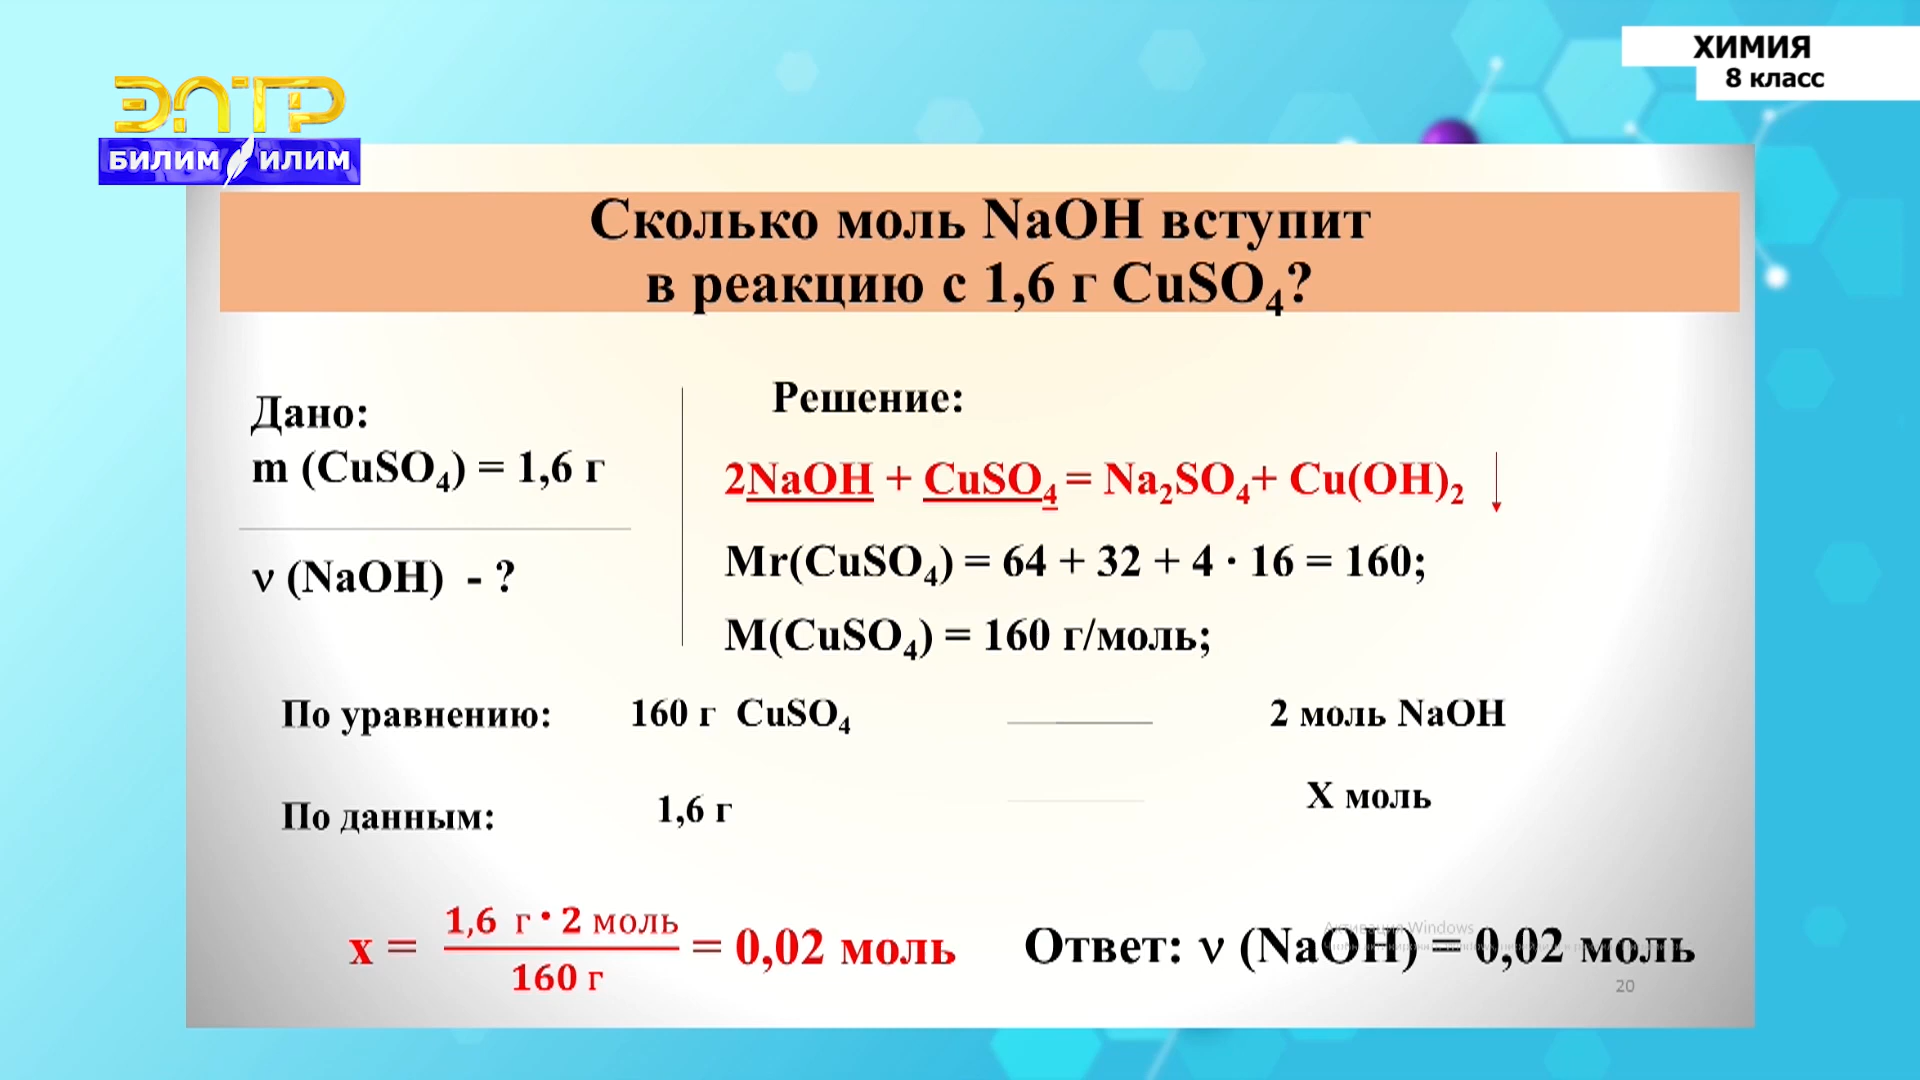 ХИМИЯ
8 класс
ЭЛТР
БИЛИМ ИЛИМ
Сколько моль NaOH вступит
в реакцию с 1,6 г CuSO₄?
Дано:
m (CuSO₄) = 1,6 г
ν (NaOH) - ?
Решение:
2NaOH + CuSO₄ = Na₂SO₄+ Cu(OH)₂ ↓
Mr(CuSO₄) = 64 + 32 + 4 · 16 = 160;
M(CuSO₄) = 160 г/моль;
По уравнению: 160 г CuSO₄ 2 моль NaOH
По данным: 1,6 г X моль
x = 1,6 г • 2 моль / 160 г = 0,02 моль
Ответ: ν (NaOH) = 0,02 моль
Активация Windows
20